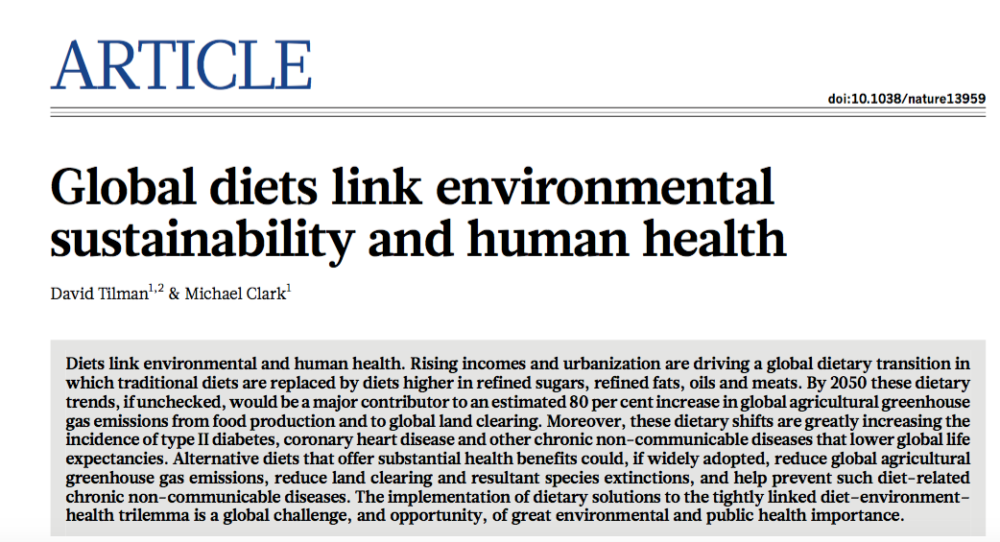 ARTICLE
doi:10.1038/nature13959
Global diets link environmental
sustainability and human health
David Tilman1,2 & Michael Clark1
Diets link environmental and human health. Rising incomes and urbanization are driving a global dietary transition in
which traditional diets are replaced by diets higher in refined sugars, refined fats, oils and meats. By 2050 these dietary
trends, if unchecked, would be a major contributor to an estimated 80 per cent increase in global agricultural greenhouse
gas emissions from food production and to global land clearing. Moreover, these dietary shifts are greatly increasing the
incidence of type II diabetes, coronary heart disease and other chronic non-communicable diseases that lower global life
expectancies. Alternative diets that offer substantial health benefits could, if widely adopted, reduce global agricultural
greenhouse gas emissions, reduce land clearing and resultant species extinctions, and help prevent such diet-related
chronic non-communicable diseases. The implementation of dietary solutions to the tightly linked diet–environment–
health trilemma is a global challenge, and opportunity, of great environmental and public health importance.